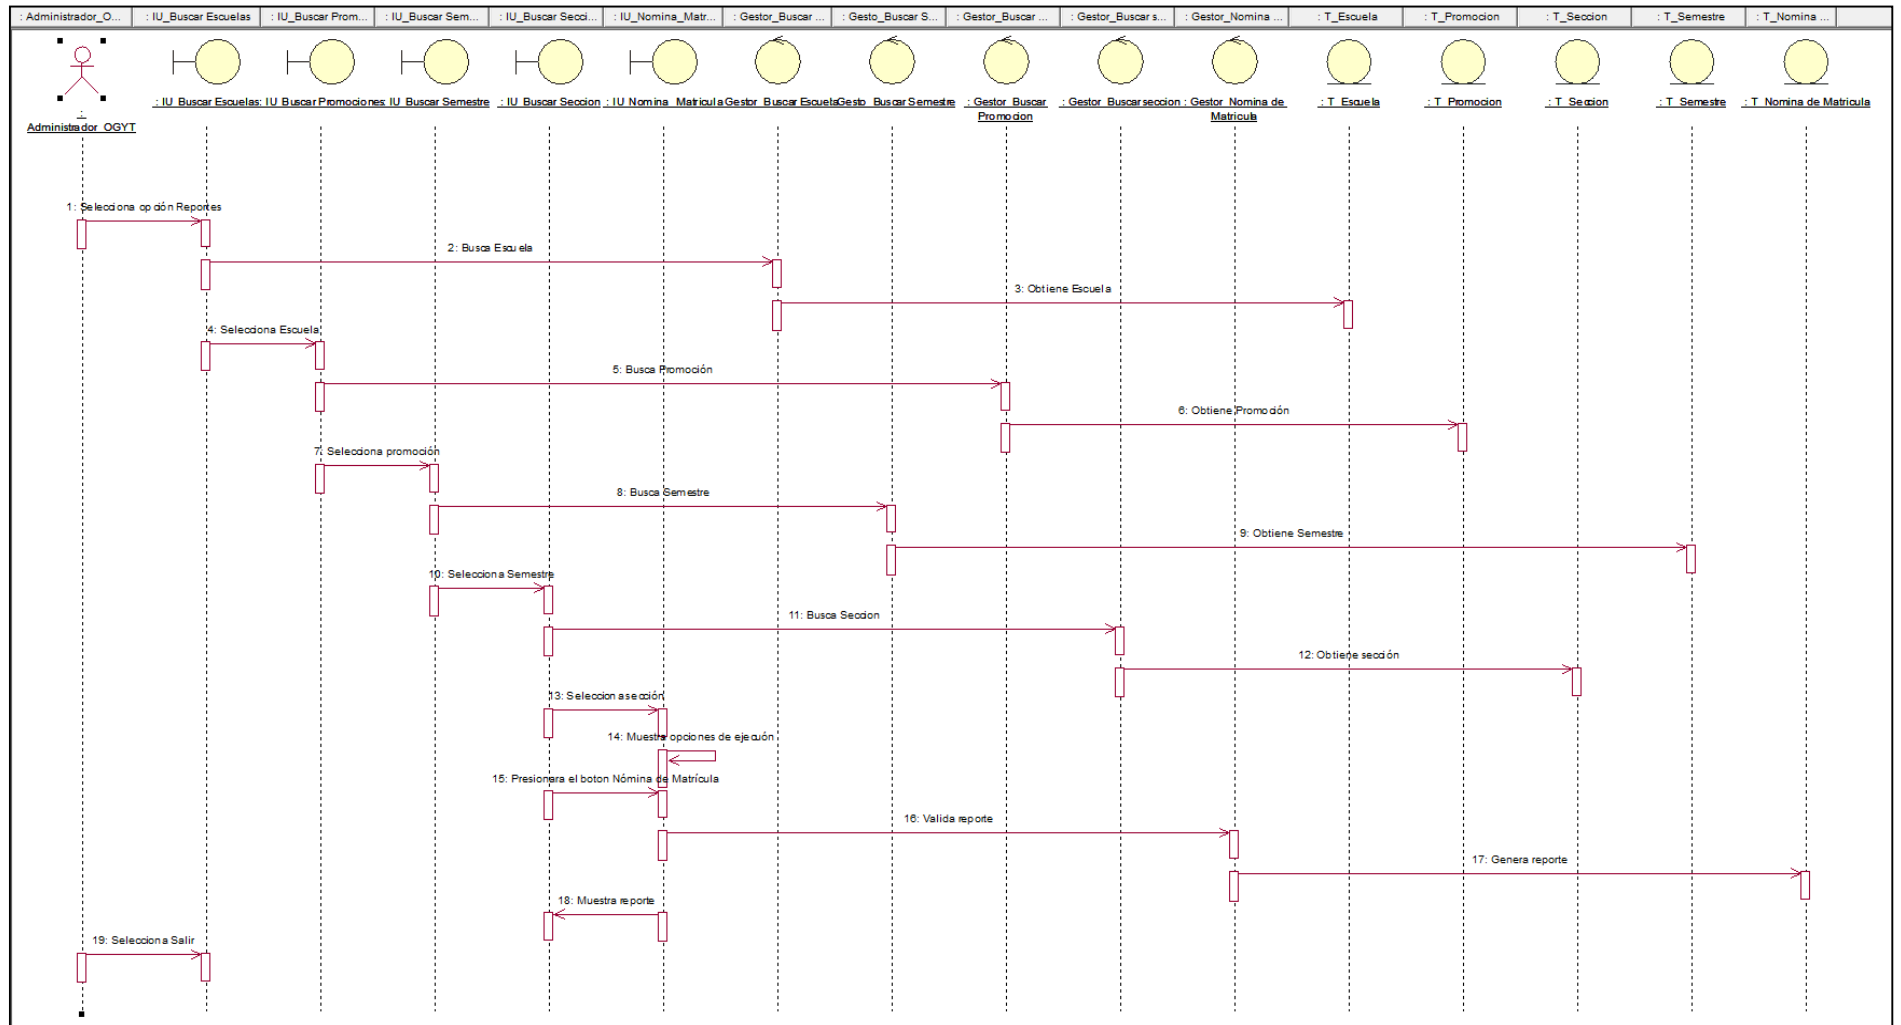 : Administrador_O...
: IU_Buscar Escuelas
: IU_Buscar Prom...
: IU_Buscar Sem...
: IU_Buscar Secci...
: IU_Nomina_Matr...
: Gestor_Buscar ...
: Gesto_Buscar S...
: Gestor_Buscar ...
: Gestor_Buscar s...
: Gestor_Nomina ...
: T_Escuela
: T_Promocion
: T_Seccion
: T_Semestre
: T_Nomina ...
:
Administrador_OGYT
: IU_Buscar Escuelas
: IU_Buscar Promociones
: IU_Buscar Semestre
: IU_Buscar Seccion
: IU_Nomina_Matricula
Gestor_Buscar Escuela
Gesto_Buscar Semestre
: Gestor_Buscar
Promocion
: Gestor_Buscar seccion
: Gestor_Nomina de
Matricula
: T_Escuela
: T_Promocion
: T_Seccion
: T_Semestre
: T_Nomina de Matricula
1: Selecciona opción Reportes
2: Busca Escuela
3: Obtiene Escuela
4: Selecciona Escuela
5: Busca Promoción
6: Obtiene Promoción
7: Selecciona promoción
8: Busca Semestre
9: Obtiene Semestre
10: Selecciona Semestre
11: Busca Seccion
12: Obtiene sección
13: Selecciona sección
14: Muestra opciones de ejecuón
15: Presionara el boton Nómina de Matrícula
16: Valida reporte
17: Genera reporte
18: Muestra reporte
19: Selecciona Salir